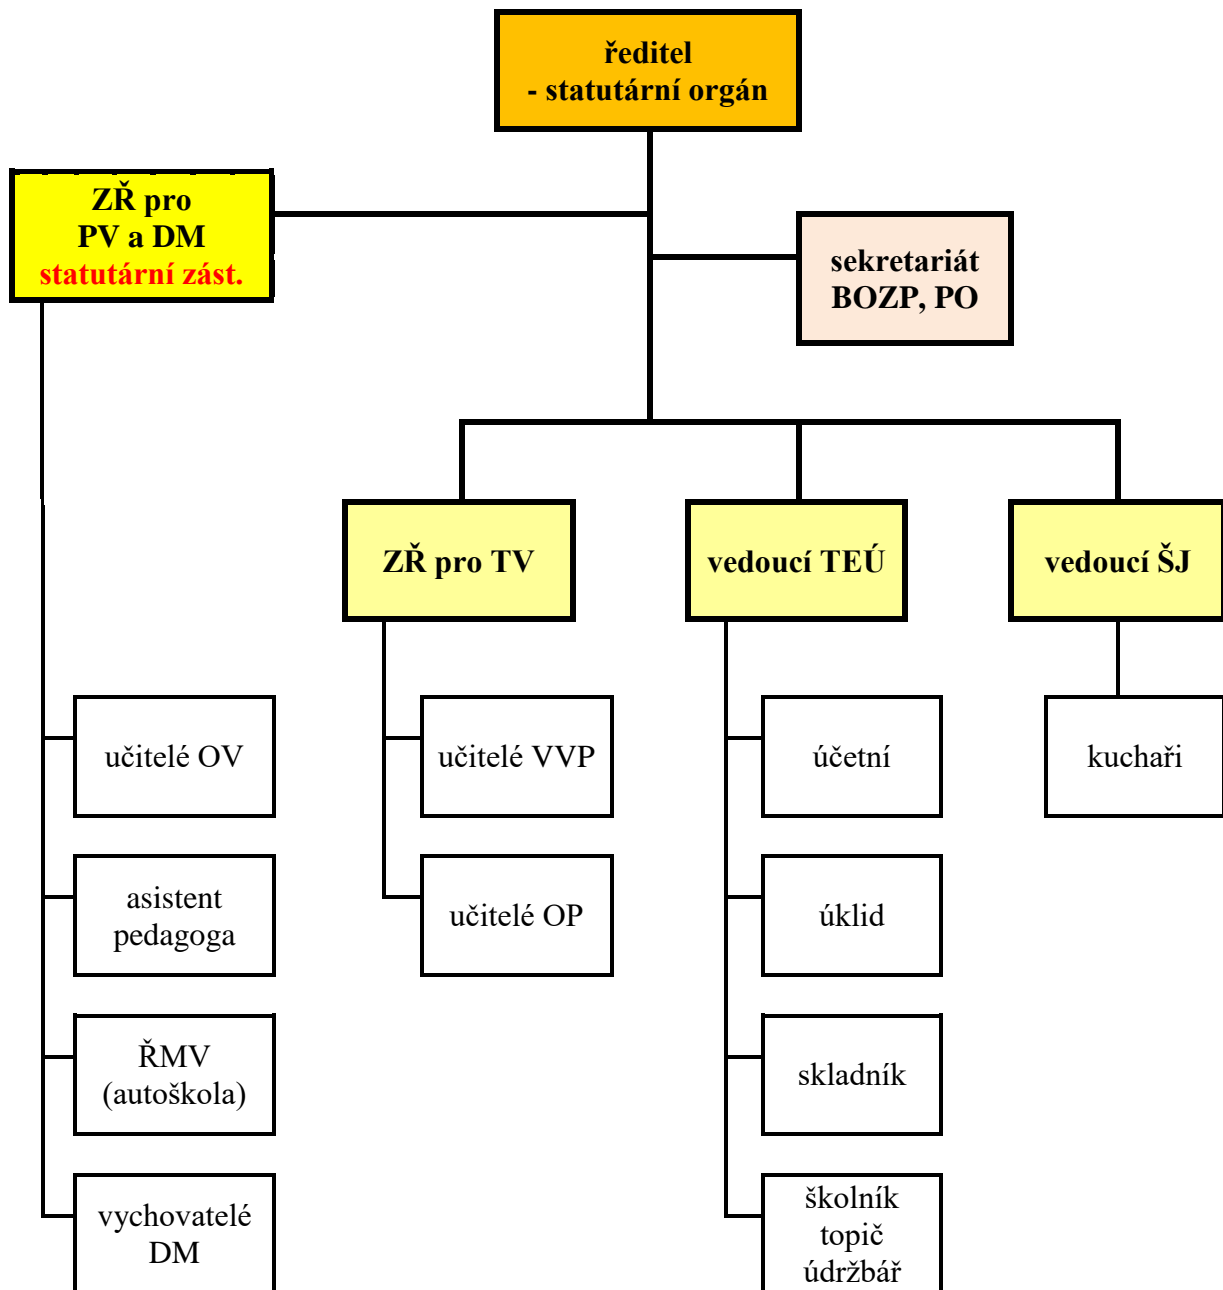 ředitel
- statutární orgán
ZŘ pro
PV a DM
statutární zást.
sekretariát
BOZP, PO
ZŘ pro TV
vedoucí TEÚ
vedoucí ŠJ
učitelé OV
učitelé VVP
účetní
kuchaři
asistent
pedagoga
učitelé OP
úklid
ŘMV
(autoškola)
skladník
vychovatelé
DM
školník
topič
údržbář